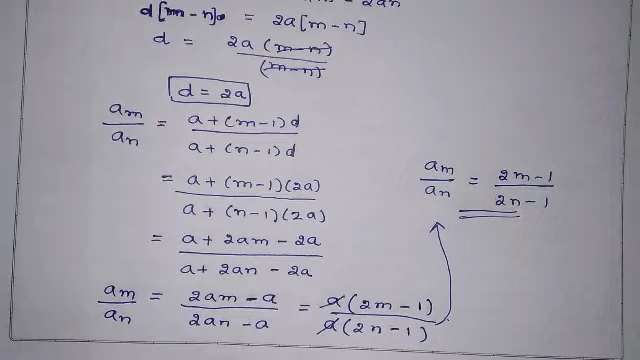 - 2an
d[m-n] = 2a[m-n]
d = 2a(m-n) / (m-n)
d = 2a
am/an = a+(m-1)d / a+(n-1)d
= a+(m-1)(2a) / a+(n-1)(2a)
= a+2am-2a / a+2an-2a
am/an = 2am-a / 2an-a = a(2m-1) / a(2n-1)
am/an = 2m-1 / 2n-1